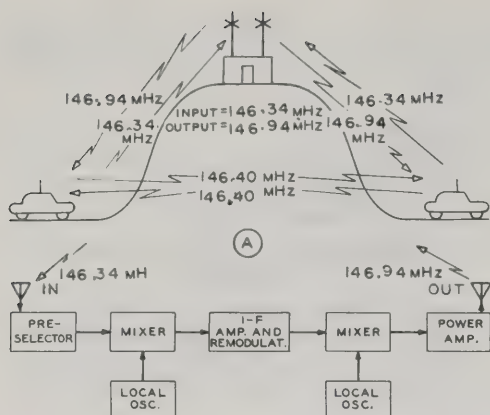 146.94 MHz
146.34 MHz
INPUT=146.34 MHz
OUTPUT=146.94 MHz
146.34 MHz
146.94 MHz
146.40 MHz
146.40 MHz
A
146.34 MH
IN
146.94 MHz
OUT
PRE-
SELECTOR
MIXER
I-F
AMP. AND
REMODULAT.
MIXER
POWER
AMP.
LOCAL
OSC.
LOCAL
OSC.